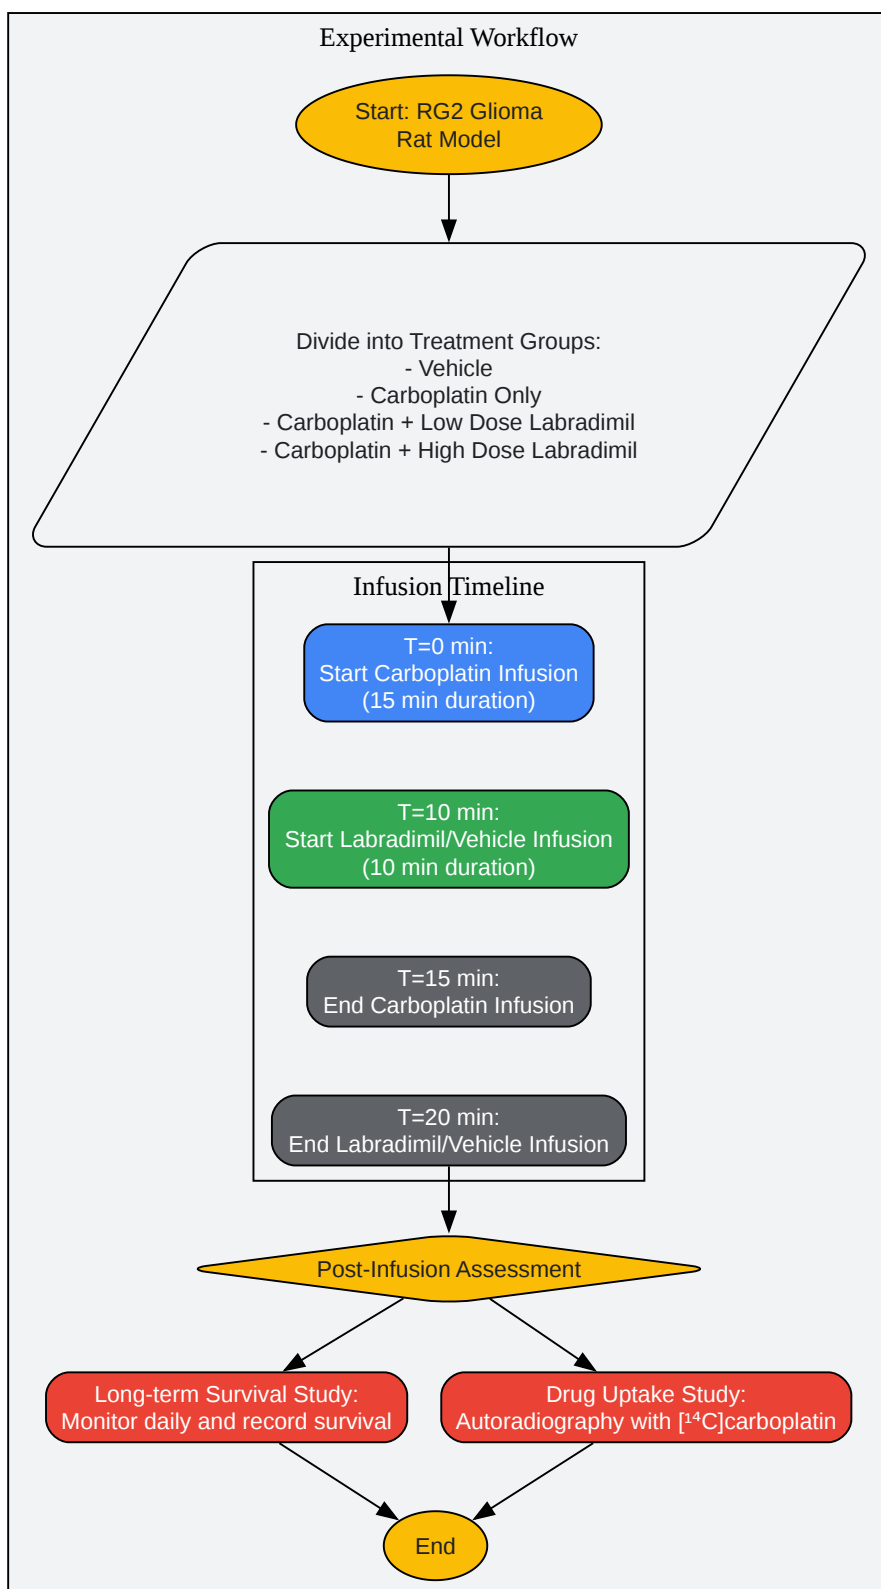 Experimental Workflow
Start: RG2 Glioma
Rat Model
Divide into Treatment Groups:
- Vehicle
- Carboplatin Only
- Carboplatin + Low Dose Labradimil
- Carboplatin + High Dose Labradimil
Infusion Timeline
T=0 min:
Start Carboplatin Infusion
(15 min duration)
T=10 min:
Start Labradimil/Vehicle Infusion
(10 min duration)
T=15 min:
End Carboplatin Infusion
T=20 min:
End Labradimil/Vehicle Infusion
Post-Infusion Assessment
Long-term Survival Study:
Monitor daily and record survival
Drug Uptake Study:
Autoradiography with [¹⁴C]carboplatin
End